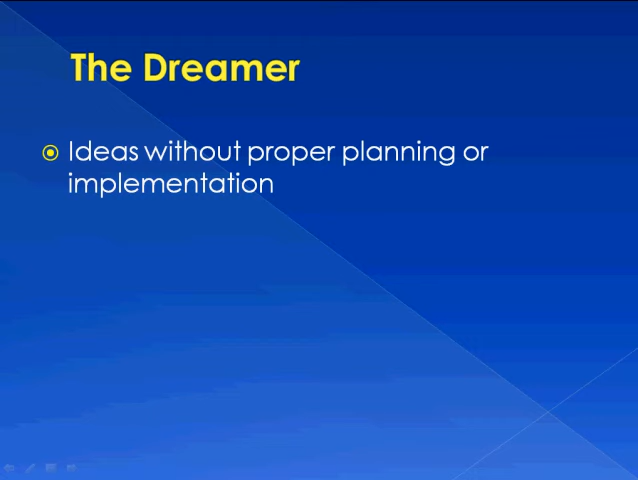 The Dreamer
Ideas without proper planning or
implementation